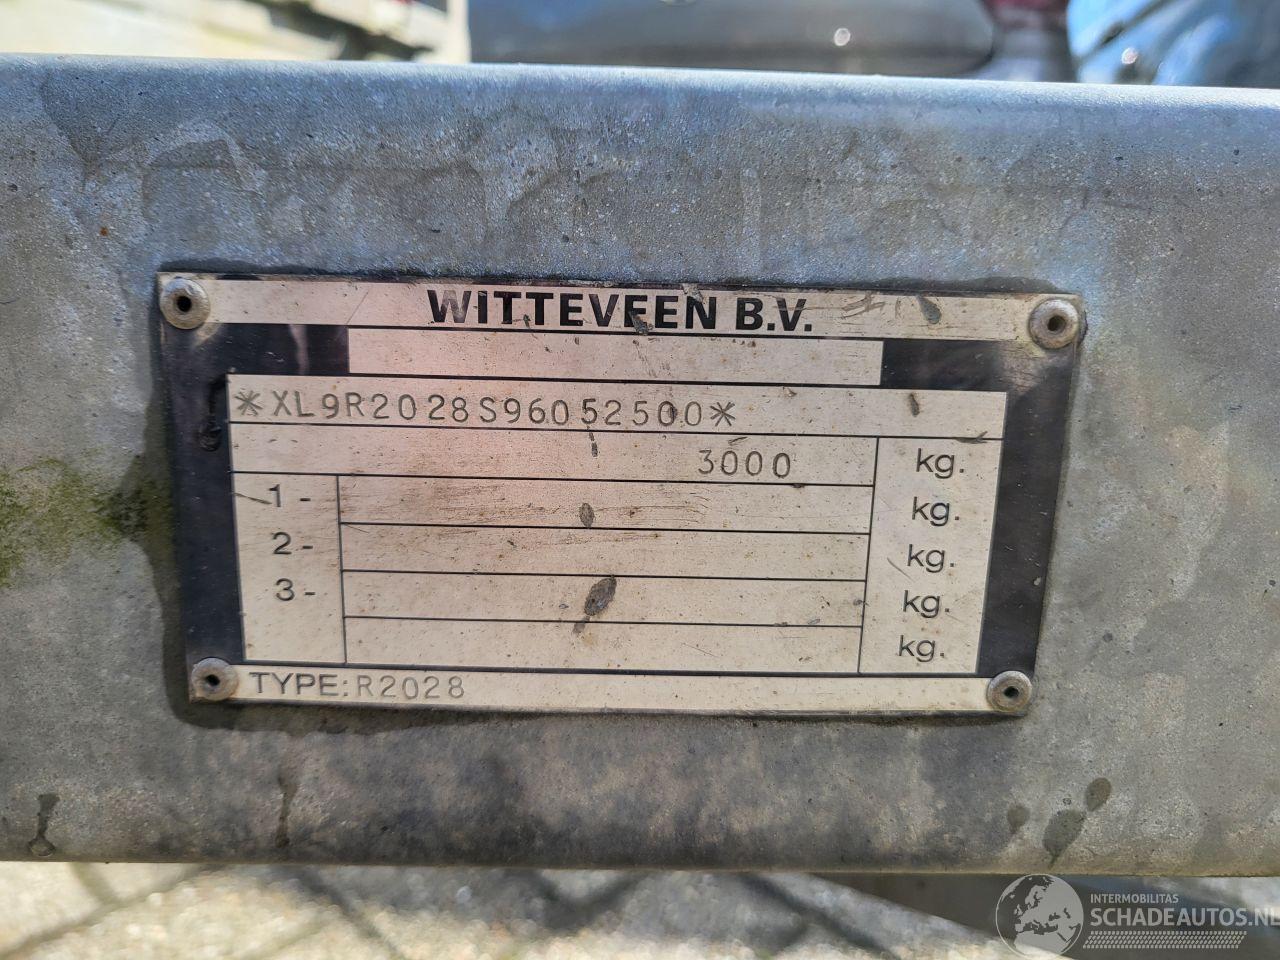 WITTEVEEN B.V.
*XL9R2028S96052500*
3000 kg.
1- kg.
2- kg.
3- kg.
kg.
TYPE: R2028
INTERMOBILITAS
SCHADEAUTOS.NL